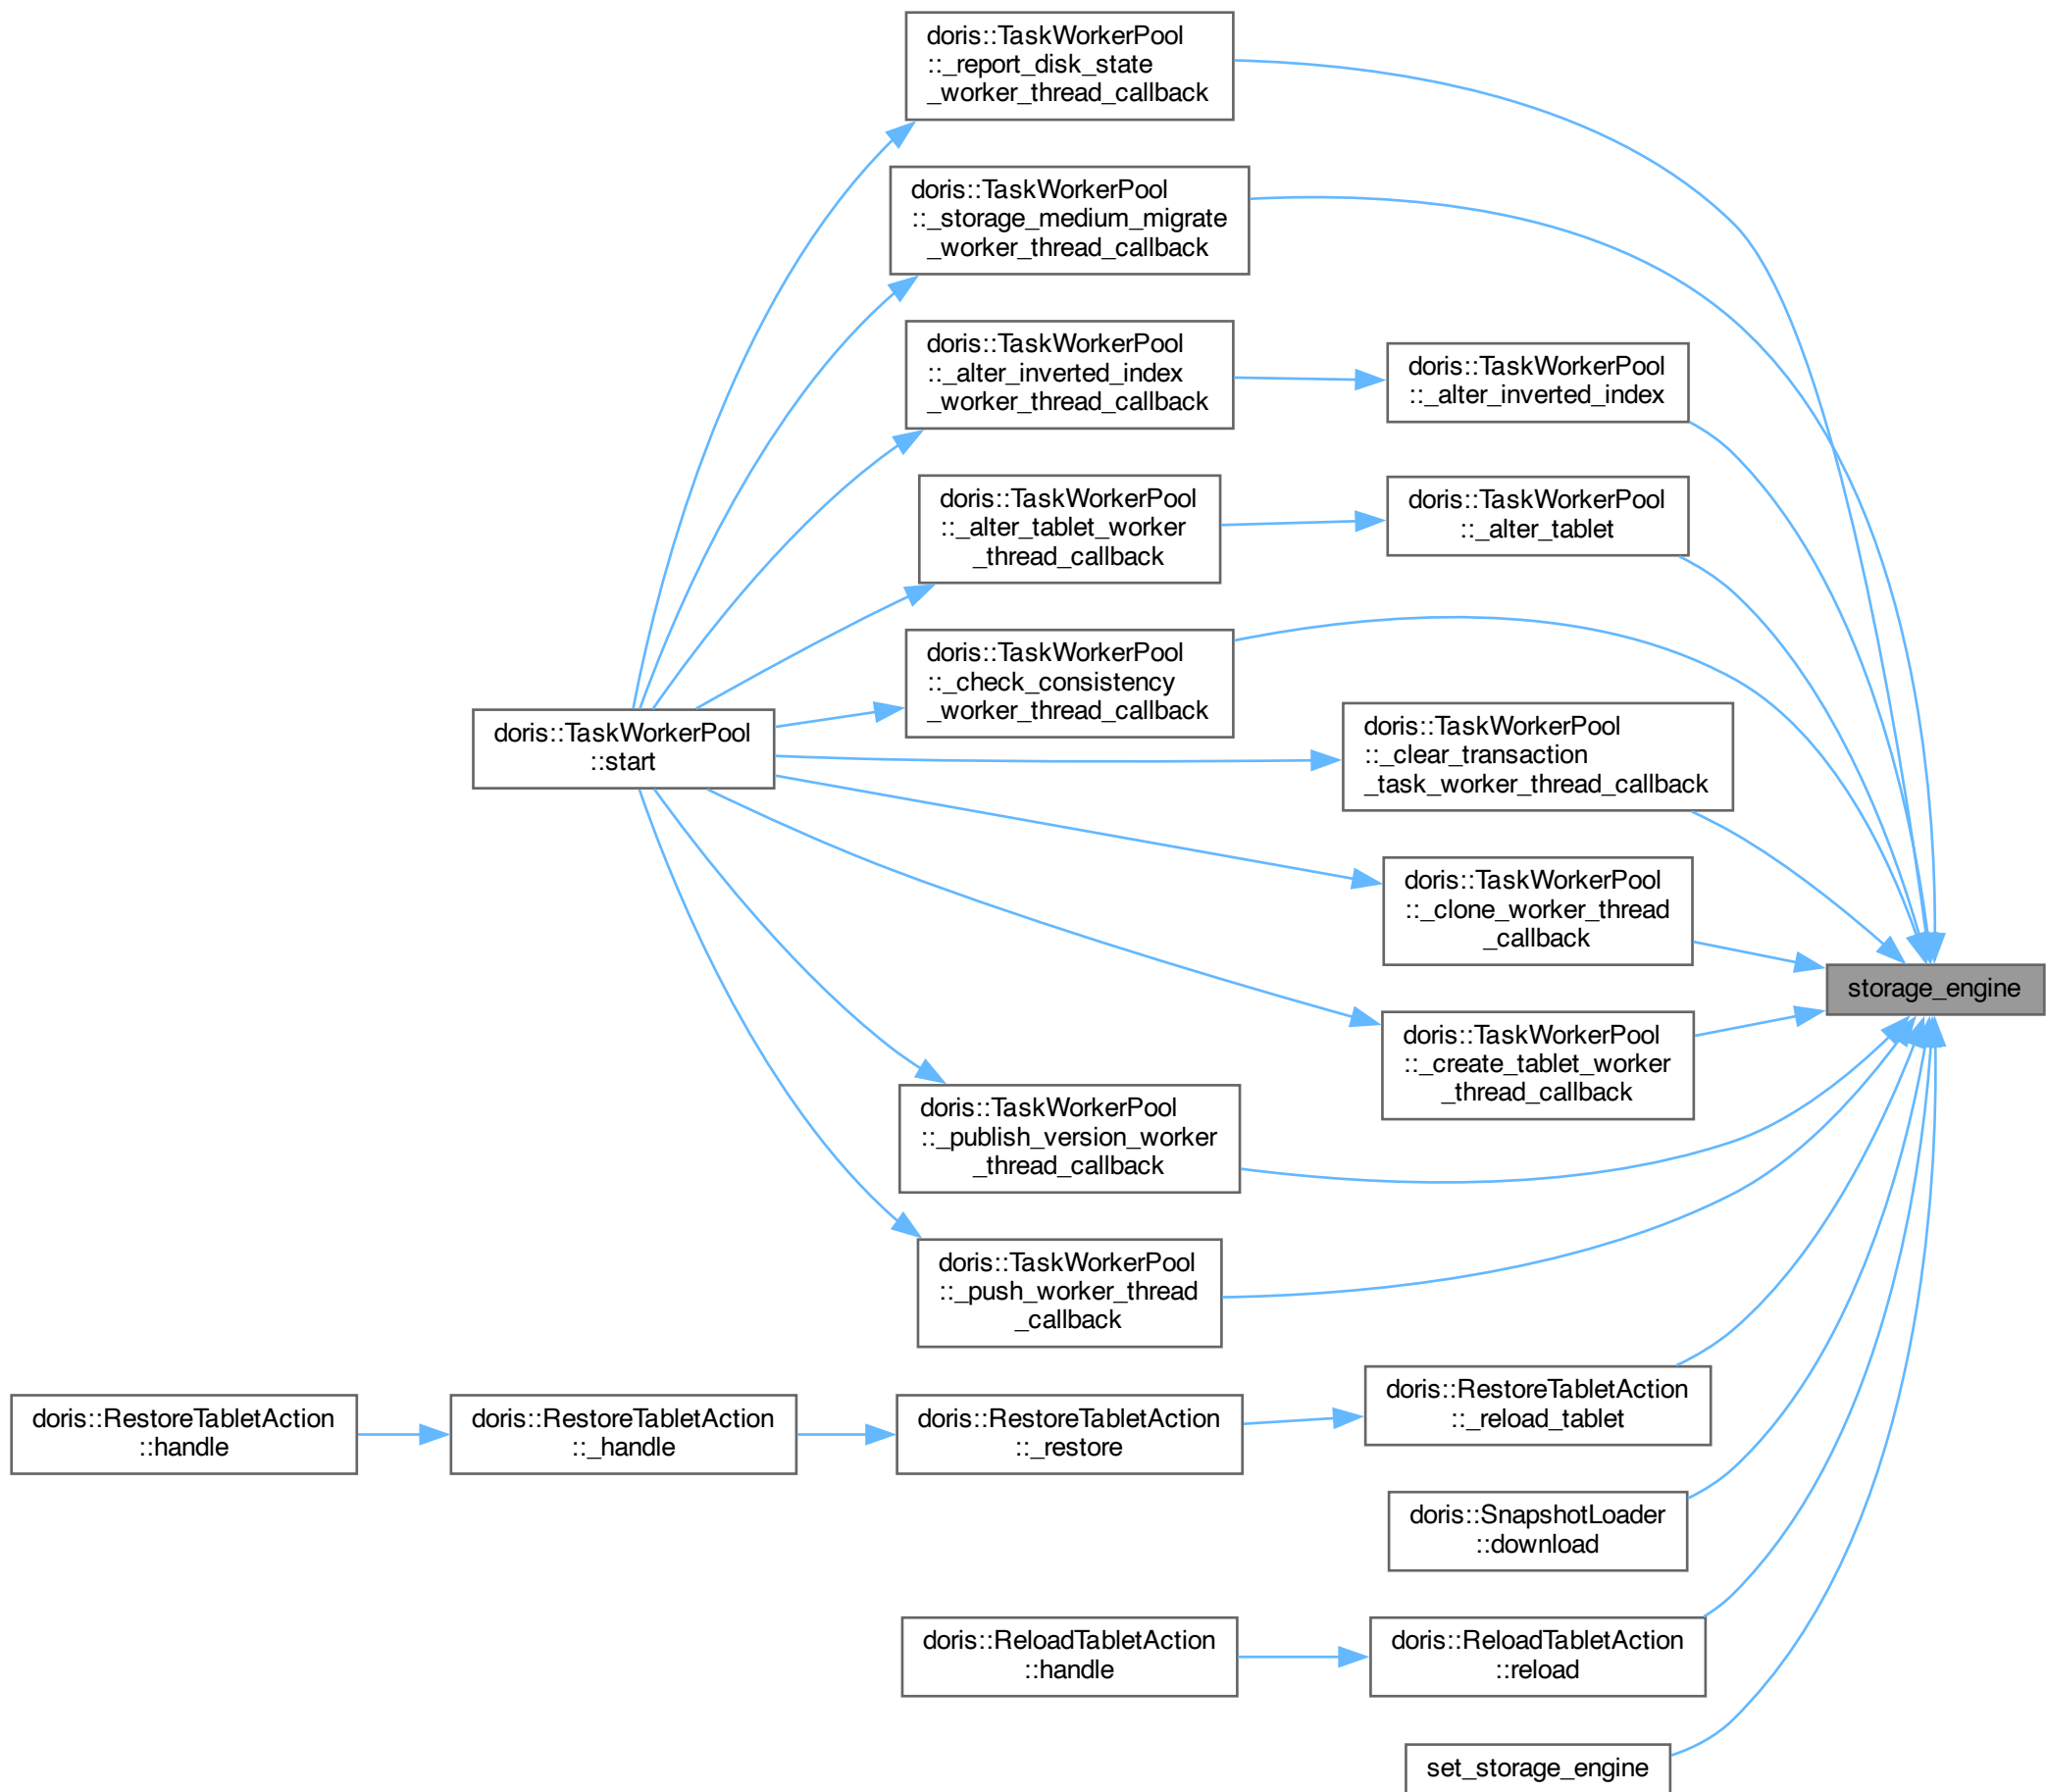 doris::TaskWorkerPool
::_report_disk_state
_worker_thread_callback
doris::TaskWorkerPool
::_storage_medium_migrate
_worker_thread_callback
doris::TaskWorkerPool
::_alter_inverted_index
_worker_thread_callback
doris::TaskWorkerPool
::_alter_inverted_index
doris::TaskWorkerPool
::_alter_tablet_worker
_thread_callback
doris::TaskWorkerPool
::_alter_tablet
doris::TaskWorkerPool
::_check_consistency
_worker_thread_callback
doris::TaskWorkerPool
::start
doris::TaskWorkerPool
::_clear_transaction
_task_worker_thread_callback
doris::TaskWorkerPool
::_clone_worker_thread
_callback
storage_engine
doris::TaskWorkerPool
::_create_tablet_worker
_thread_callback
doris::TaskWorkerPool
::_publish_version_worker
_thread_callback
doris::TaskWorkerPool
::_push_worker_thread
_callback
doris::RestoreTabletAction
::handle
doris::RestoreTabletAction
::_handle
doris::RestoreTabletAction
::_restore
doris::RestoreTabletAction
::_reload_tablet
doris::SnapshotLoader
::download
doris::ReloadTabletAction
::handle
doris::ReloadTabletAction
::reload
set_storage_engine